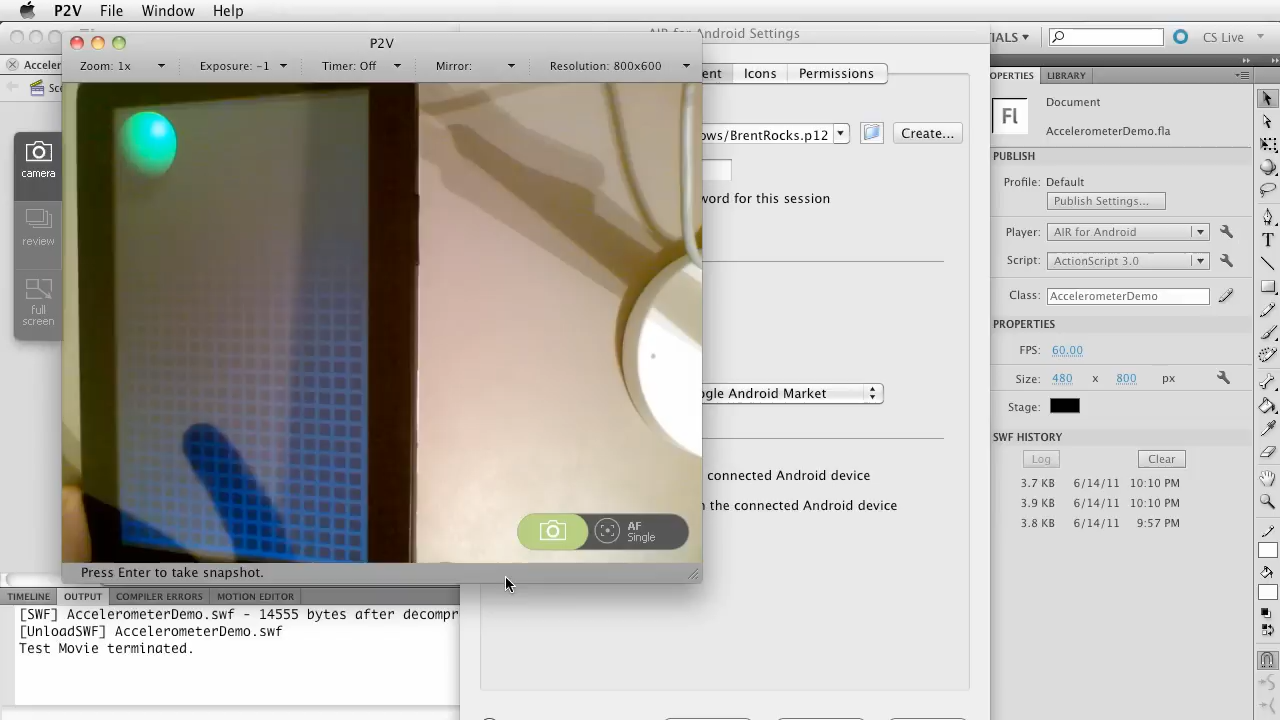 P2V File Window Help
AIR for Android Settings
P2V
Zoom: 1x Exposure: -1 Timer: Off Mirror: Resolution: 800x600
camera
review
full
screen
Icons Permissions
ows/BrentRocks.p12 Create...
word for this session
ogle Android Market
connected Android device
the connected Android device
AF
Single
Press Enter to take snapshot.
TIMELINE OUTPUT COMPILER ERRORS MOTION EDITOR
[SWF] AccelerometerDemo.swf - 14555 bytes after decompr
[UnloadSWF] AccelerometerDemo.swf
Test Movie terminated.
CS Live
OPERTIES LIBRARY
Fl
Document
AccelerometerDemo.fla
PUBLISH
Profile: Default
Publish Settings...
Player: AIR for Android
Script: ActionScript 3.0
Class: AccelerometerDemo
PROPERTIES
FPS: 60.00
Size: 480 x 800 px
Stage:
SWF HISTORY
Log Clear
3.7 KB 6/14/11 10:10 PM
3.9 KB 6/14/11 10:10 PM
3.8 KB 6/14/11 9:57 PM